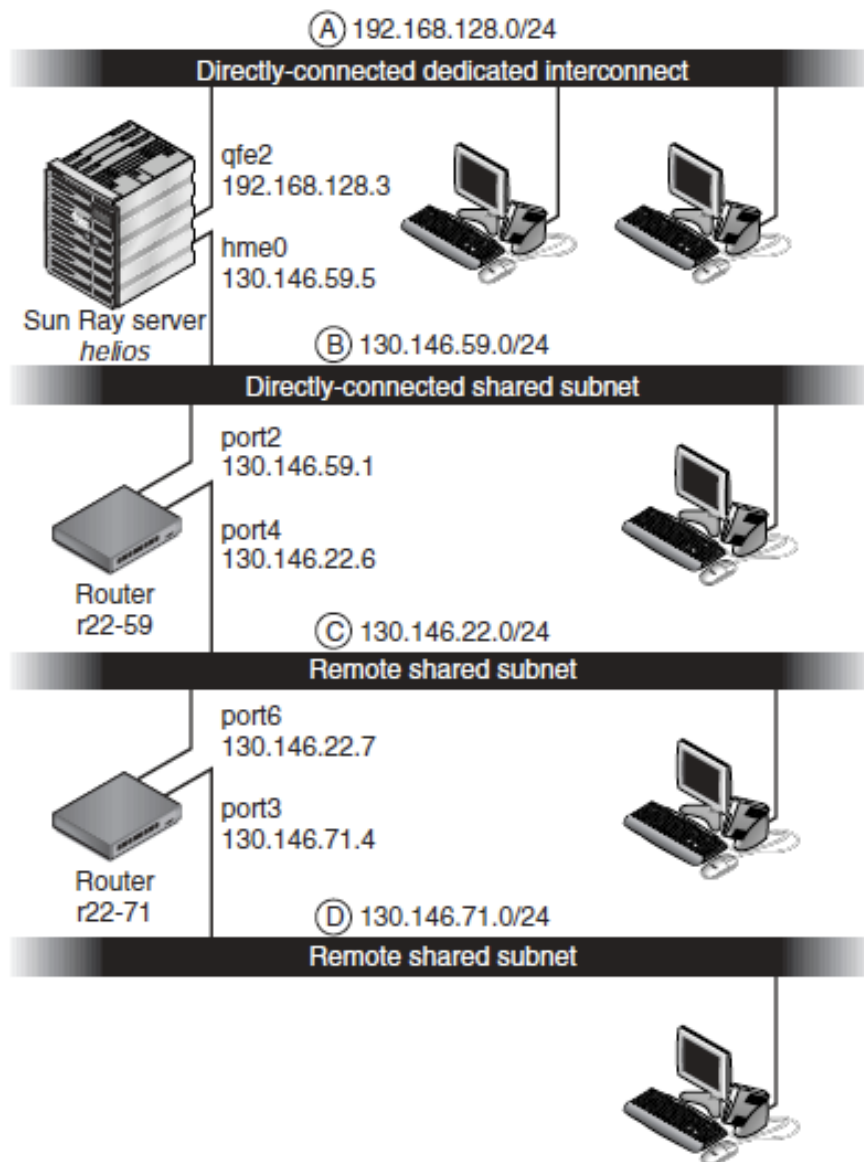 Ⓐ 192.168.128.0/24
Directly-connected dedicated interconnect
qfe2
192.168.128.3
hme0
130.146.59.5
Sun Ray server
helios
Ⓑ 130.146.59.0/24
Directly-connected shared subnet
port2
130.146.59.1
port4
130.146.22.6
Router
r22-59
Ⓒ 130.146.22.0/24
Remote shared subnet
port6
130.146.22.7
port3
130.146.71.4
Router
r22-71
Ⓓ 130.146.71.0/24
Remote shared subnet